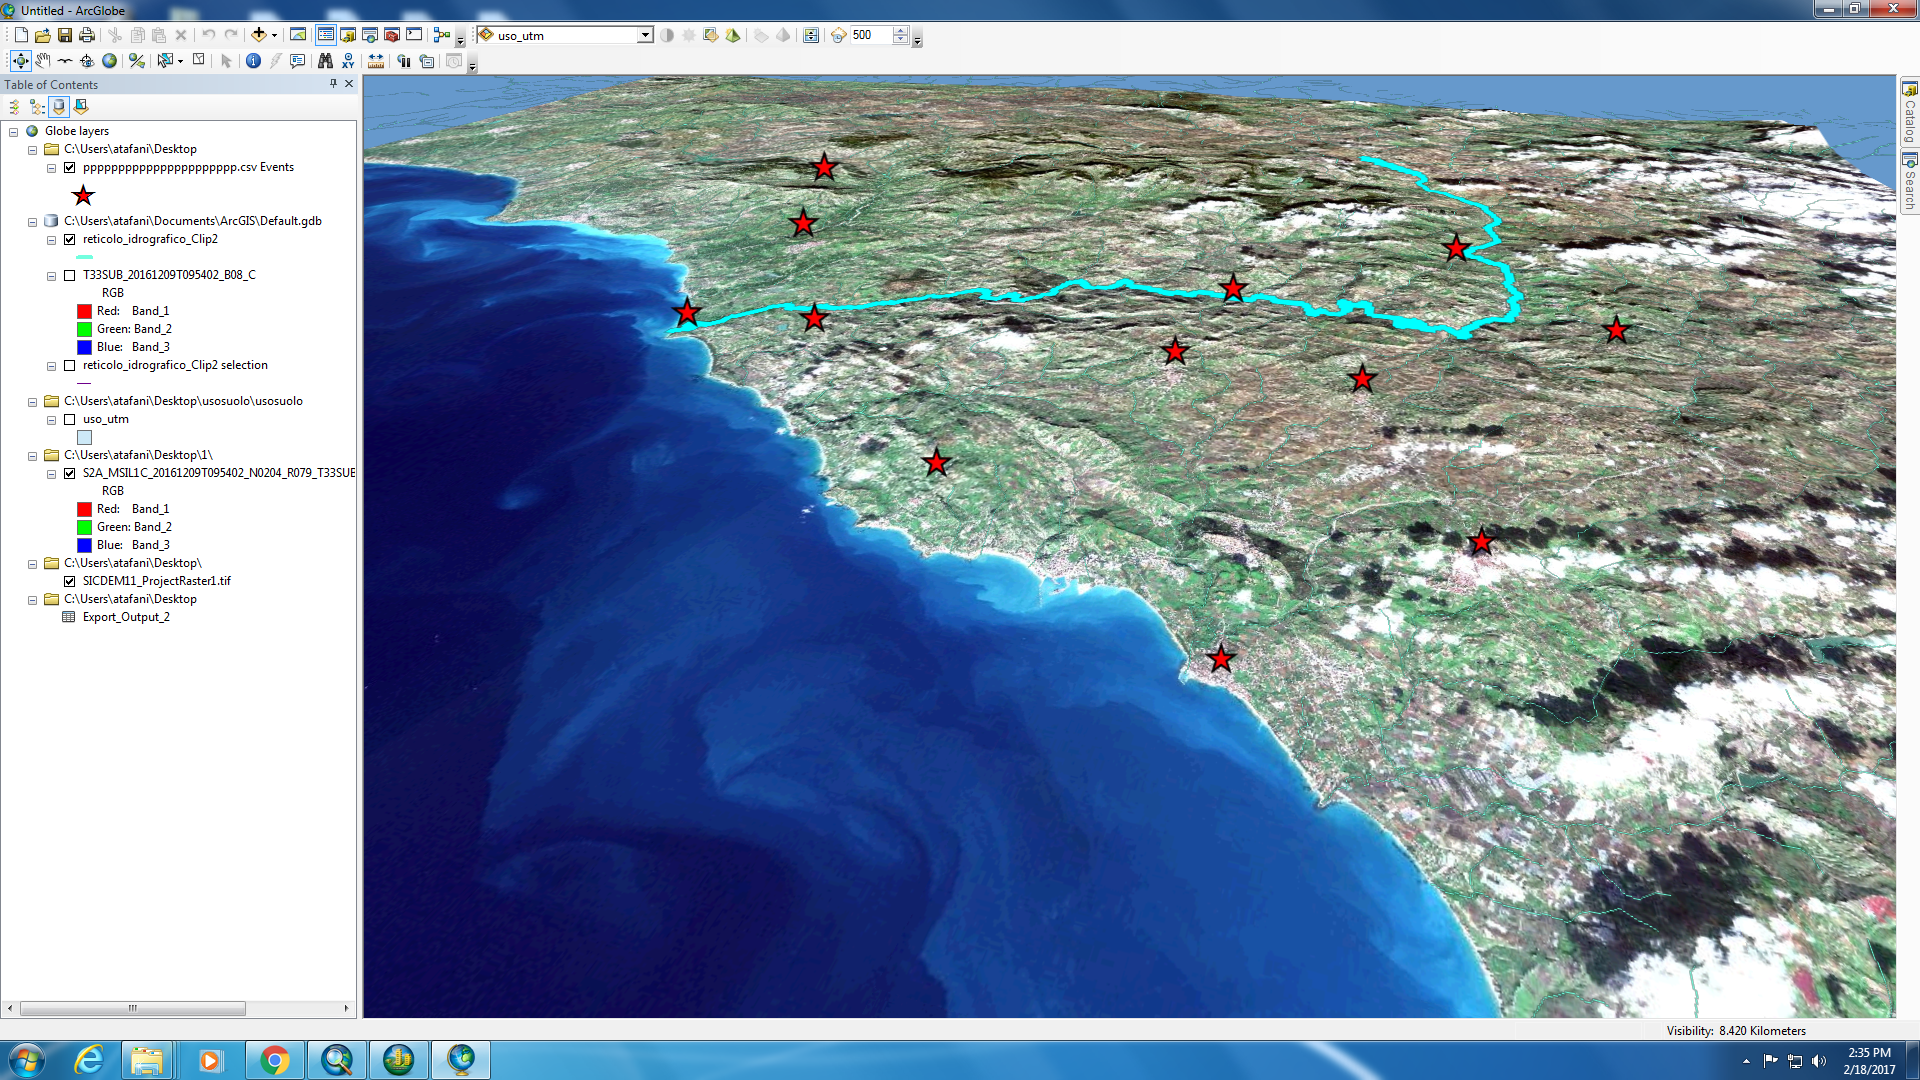 Untitled - ArcGlobe
uso_utm
500
Table of Contents
Globe layers
C:\Users\atafani\Desktop
pppppppppppppppppppppp.csv Events
C:\Users\atafani\Documents\ArcGIS\Default.gdb
reticolo_idrografico_Clip2
T33SUB_20161209T095402_B08_C
RGB
Red: Band_1
Green: Band_2
Blue: Band_3
reticolo_idrografico_Clip2 selection
C:\Users\atafani\Desktop\usosuolo\usosuolo
uso_utm
C:\Users\atafani\Desktop\1\
S2A_MSIL1C_20161209T095402_N0204_R079_T33SUB
RGB
Red: Band_1
Green: Band_2
Blue: Band_3
C:\Users\atafani\Desktop\
SICDEM11_ProjectRaster1.tif
C:\Users\atafani\Desktop
Export_Output_2
Catalog
Search
Visibility: 8.420 Kilometers
2:35 PM
2/18/2017